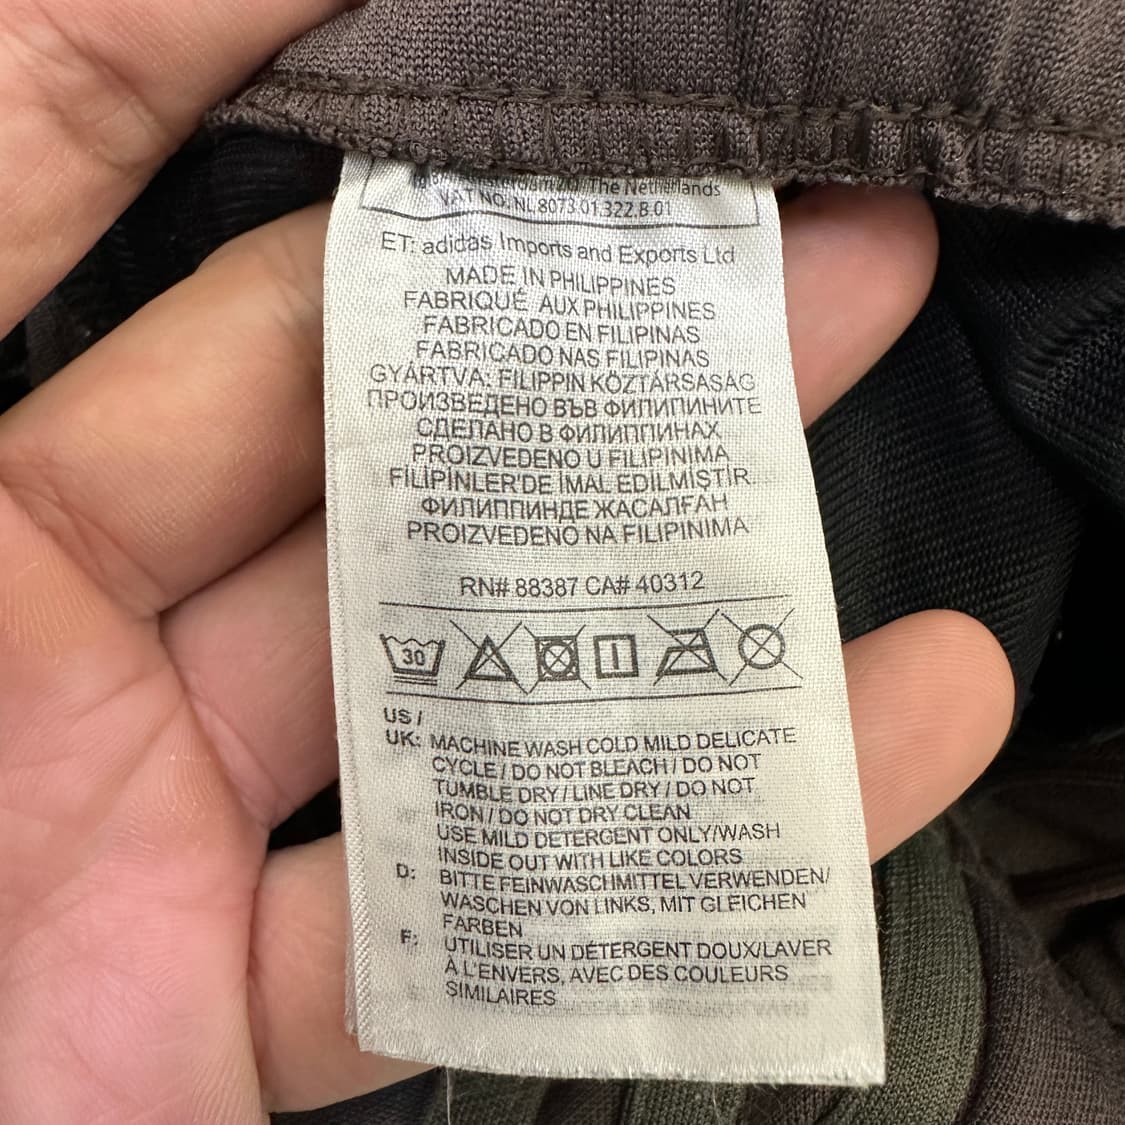 The Netherlands
VAT NO. NL 8073.01.322.B.01
ET: adidas Imports and Exports Ltd
MADE IN PHILIPPINES
FABRIQUÉ AUX PHILIPPINES
FABRICADO EN FILIPINAS
FABRICADO NAS FILIPINAS
GYÁRTVA: FILIPPIN KÖZTÁRSASÁG
ПРОИЗВЕДЕНО ВЪВ ФИЛИПИНИТЕ
СДЕЛАНО В ФИЛИППИНАХ
PROIZVEDENO U FILIPINIMA
FİLİPİNLER'DE İMAL EDİLMİSTİR
ФИЛИППИНДЕ ЖАСАЛҒАН
PROIZVEDENO NA FILIPINIMA
RN# 88387 CA# 40312
30
US /
UK: MACHINE WASH COLD MILD DELICATE
CYCLE / DO NOT BLEACH / DO NOT
TUMBLE DRY / LINE DRY / DO NOT
IRON / DO NOT DRY CLEAN
USE MILD DETERGENT ONLY/WASH
INSIDE OUT WITH LIKE COLORS
D: BITTE FEINWASCHMITTEL VERWENDEN/
WASCHEN VON LINKS, MIT GLEICHEN
FARBEN
F: UTILISER UN DÉTERGENT DOUX/LAVER
À L'ENVERS, AVEC DES COULEURS
SIMILAIRES